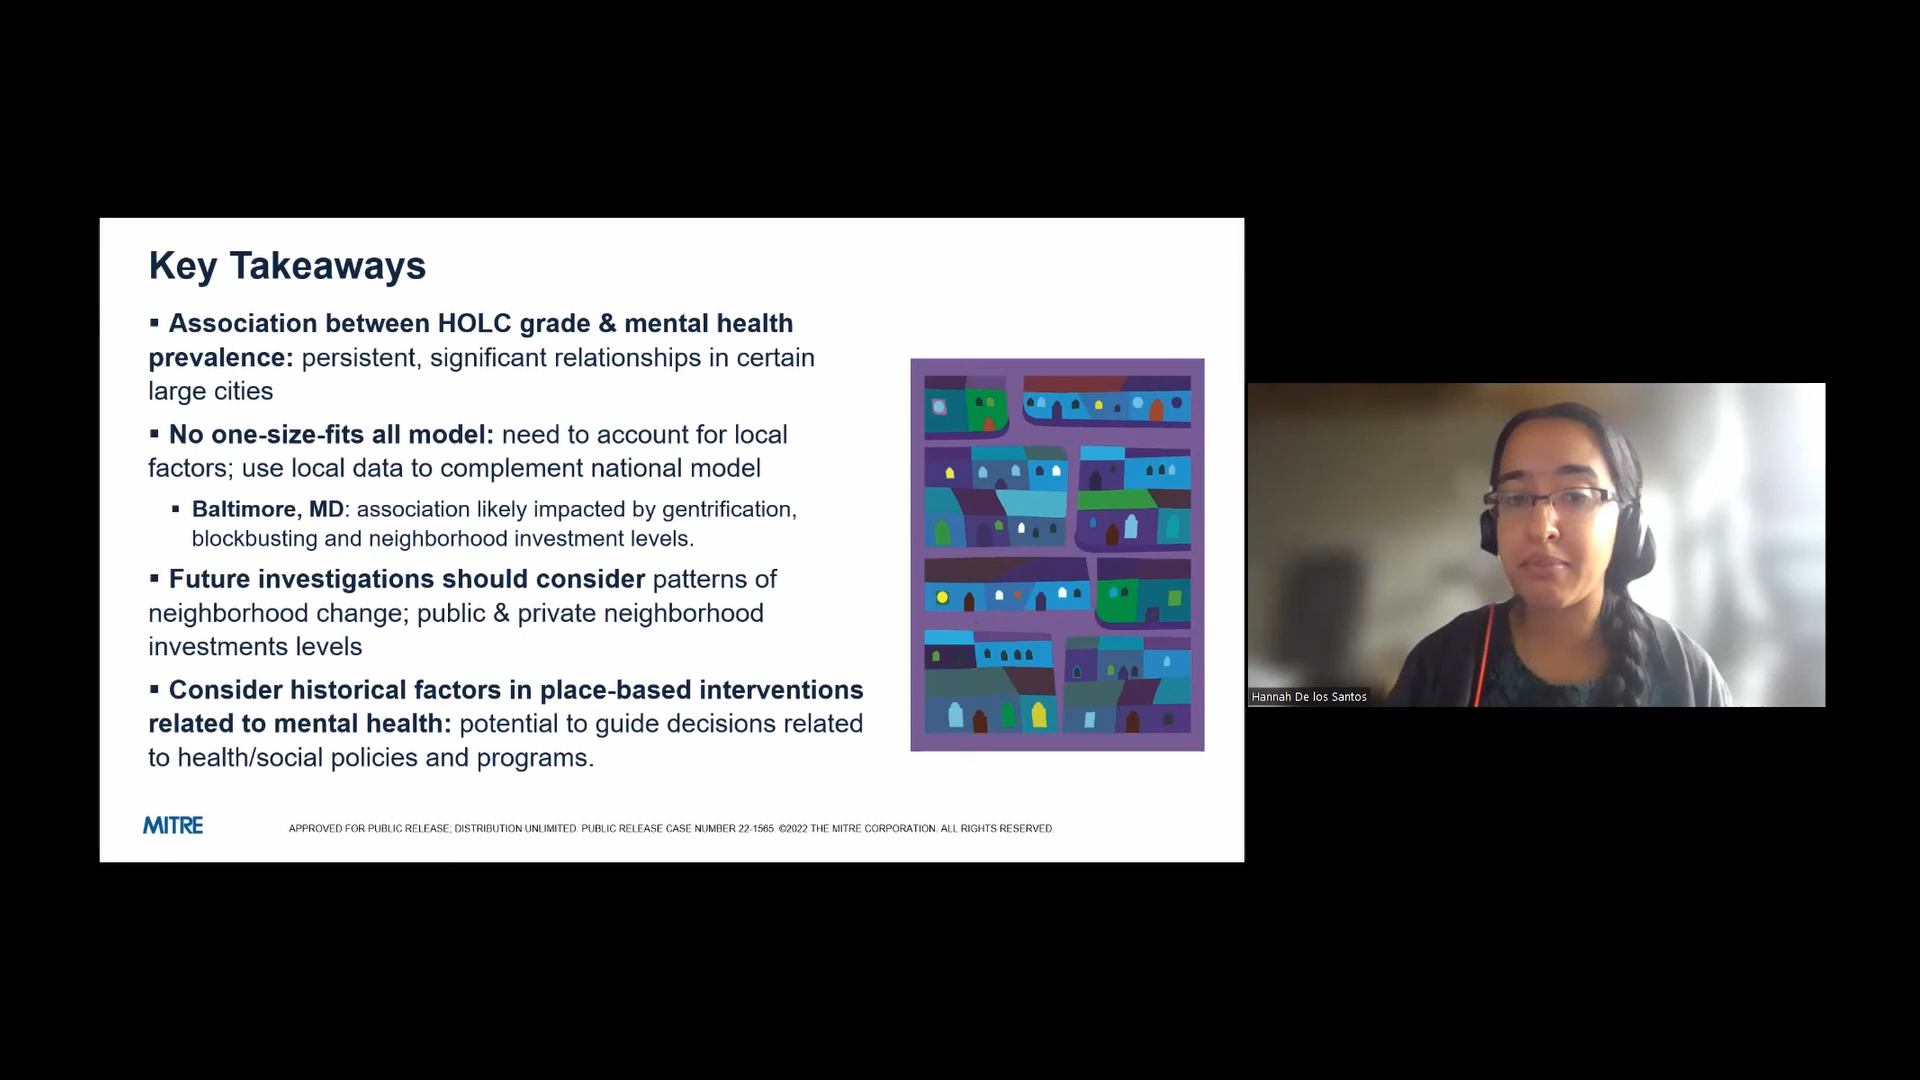 Key Takeaways
▪ Association between HOLC grade & mental health
prevalence: persistent, significant relationships in certain
large cities
▪ No one-size-fits all model: need to account for local
factors; use local data to complement national model
▪ Baltimore, MD: association likely impacted by gentrification,
blockbusting and neighborhood investment levels.
▪ Future investigations should consider patterns of
neighborhood change; public & private neighborhood
investments levels
▪ Consider historical factors in place-based interventions
related to mental health: potential to guide decisions related
to health/social policies and programs.
MITRE
APPROVED FOR PUBLIC RELEASE; DISTRIBUTION UNLIMITED. PUBLIC RELEASE CASE NUMBER 22-1565. ©2022 THE MITRE CORPORATION. ALL RIGHTS RESERVED.
Hannah De los Santos